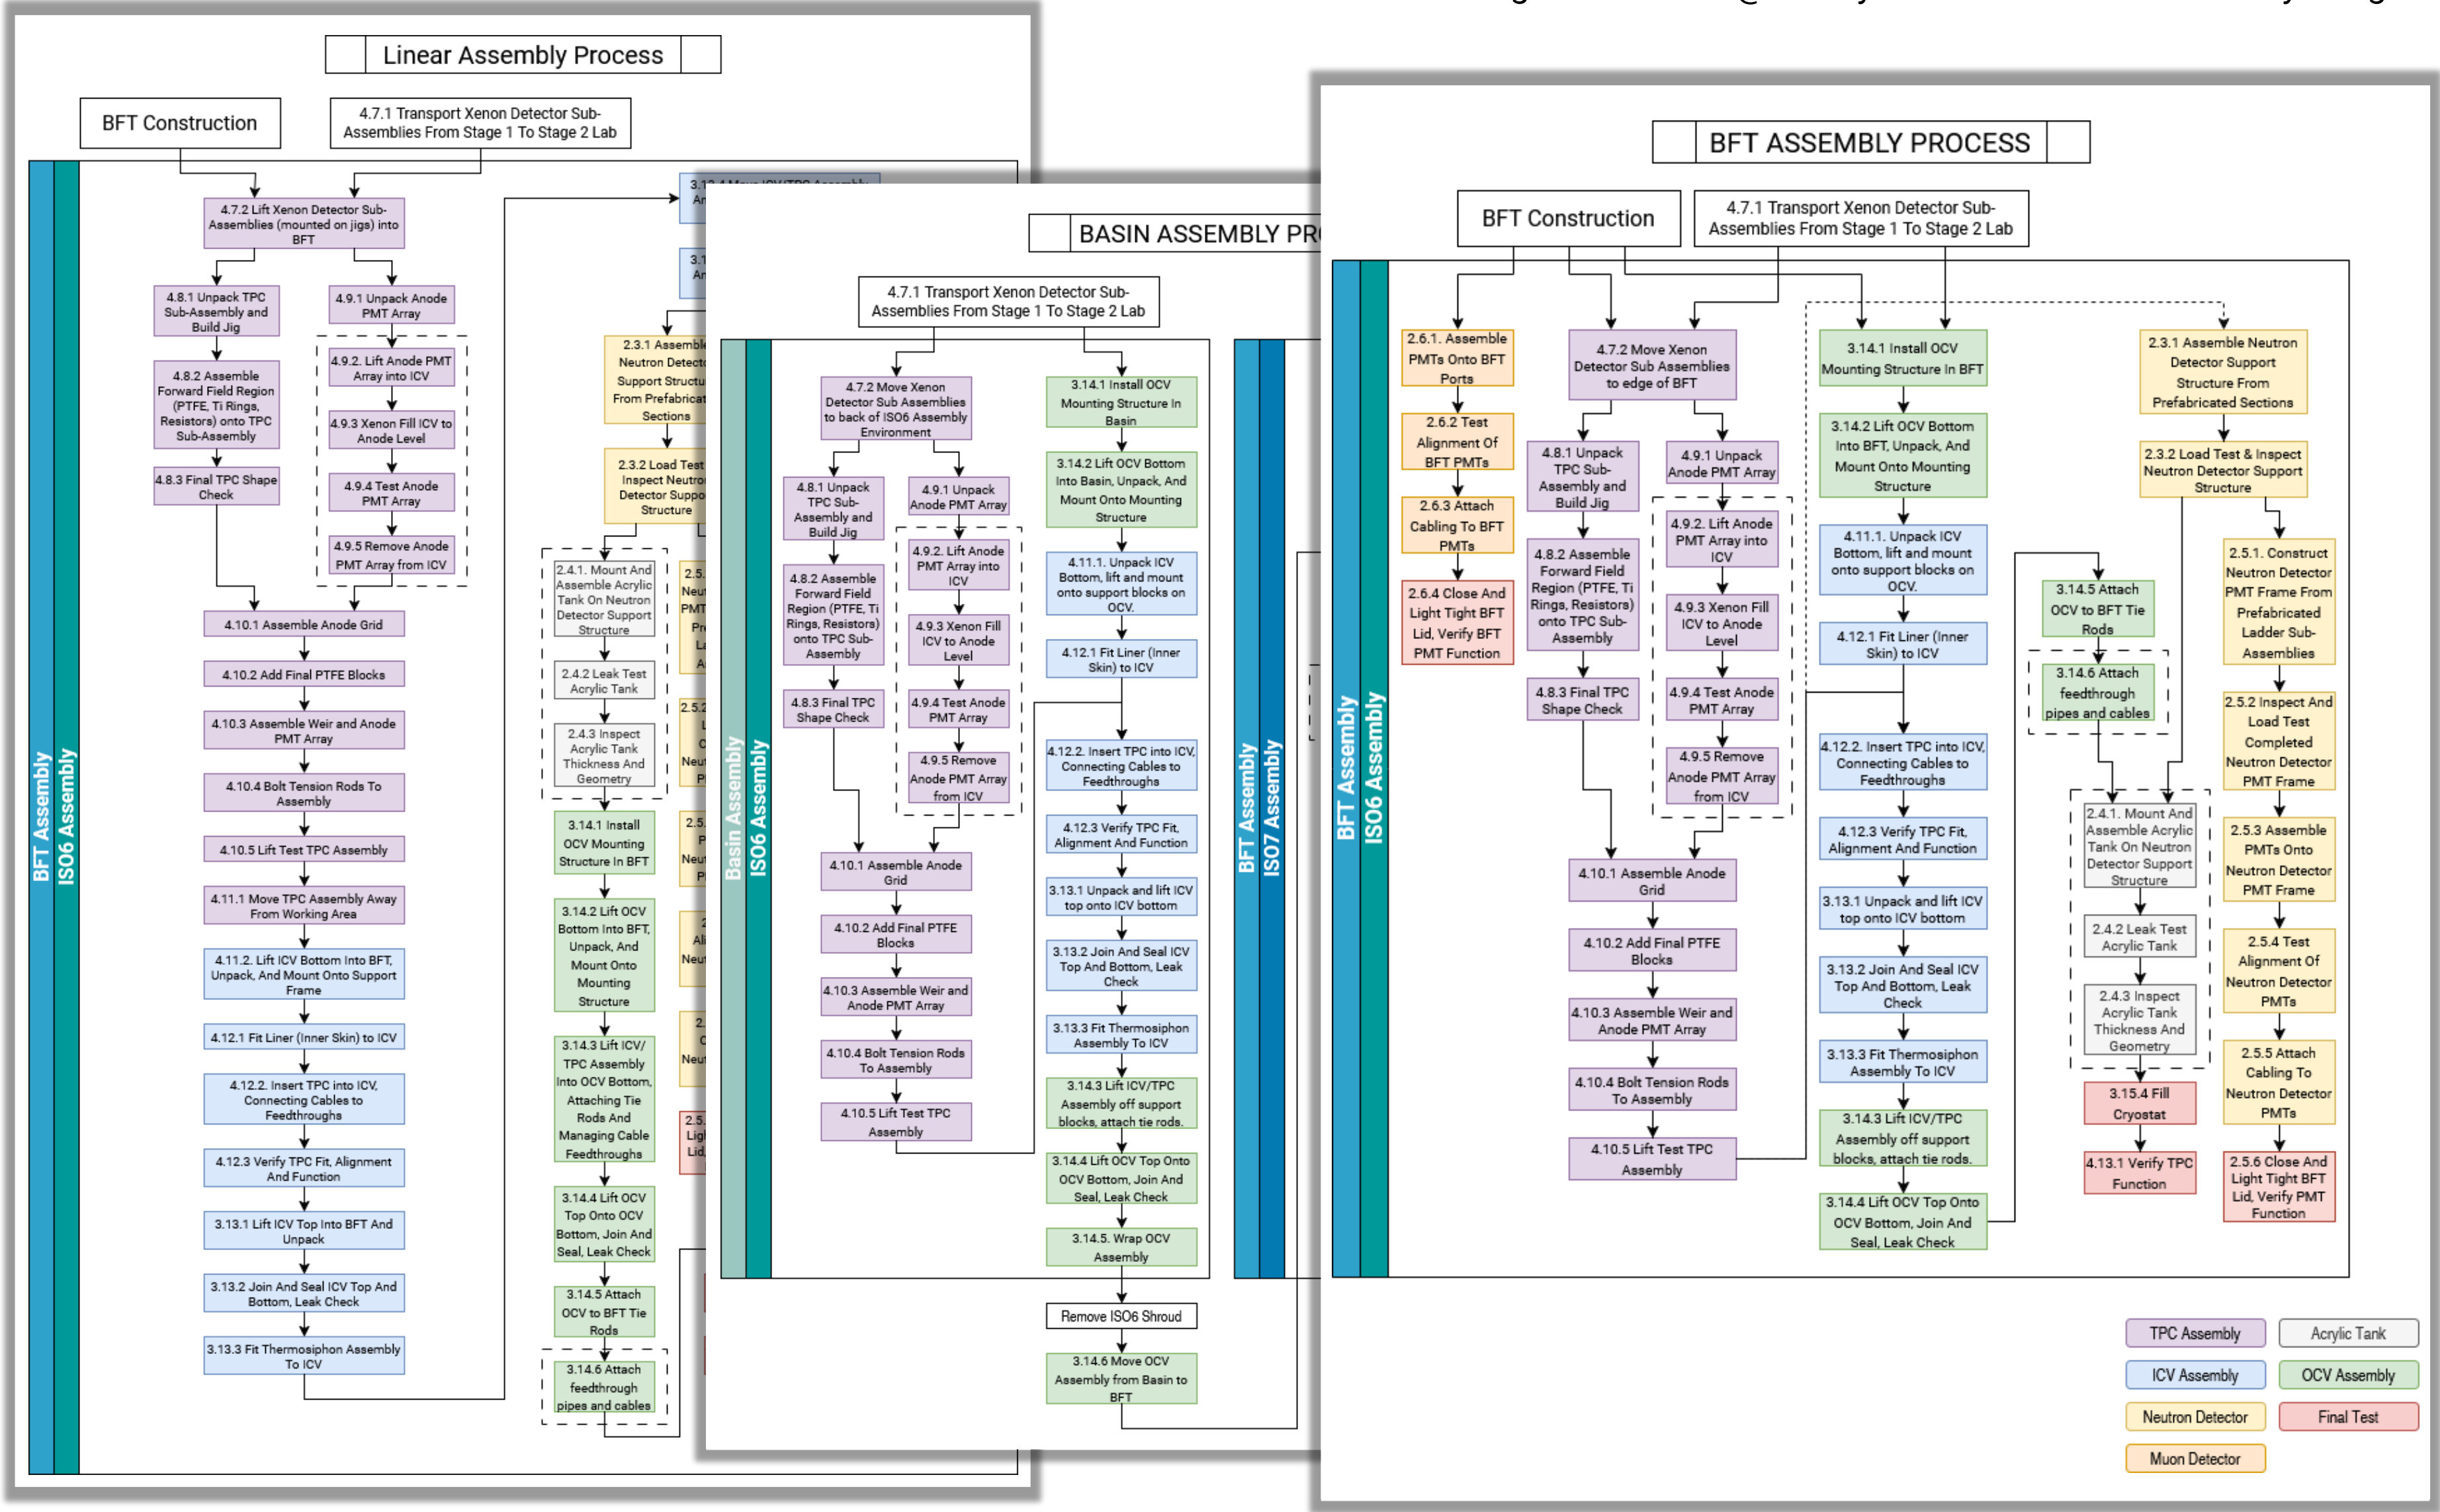 Linear Assembly Process
BFT Construction
4.7.1 Transport Xenon Detector Sub-
Assemblies From Stage 1 To Stage 2 Lab
BFT Assembly
ISO6 Assembly
4.7.2 Lift Xenon Detector Sub-
Assemblies (mounted on jigs) into
BFT
4.8.1 Unpack TPC
Sub-Assembly and
Build Jig
4.8.2 Assemble
Forward Field Region
(PTFE, Ti Rings,
Resistors) onto TPC
Sub-Assembly
4.8.3 Final TPC Shape
Check
4.9.1 Unpack Anode
PMT Array
4.9.2. Lift Anode PMT
Array into ICV
4.9.3 Xenon Fill ICV to
Anode Level
4.9.4 Test Anode
PMT Array
4.9.5 Remove Anode
PMT Array from ICV
4.10.1 Assemble Anode Grid
4.10.2 Add Final PTFE Blocks
4.10.3 Assemble Weir and Anode
PMT Array
4.10.4 Bolt Tension Rods To
Assembly
4.10.5 Lift Test TPC Assembly
4.11.1 Move TPC Assembly Away
From Working Area
4.11.2. Lift ICV Bottom Into BFT,
Unpack, And Mount Onto Support
Frame
4.12.1 Fit Liner (Inner Skin) to ICV
4.12.2. Insert TPC into ICV,
Connecting Cables to
Feedthroughs
4.12.3 Verify TPC Fit, Alignment
And Function
3.13.1 Lift ICV Top Into BFT And
Unpack
3.13.2 Join And Seal ICV Top And
Bottom, Leak Check
3.13.3 Fit Thermosiphon Assembly
To ICV
2.3.1 Assemble
Neutron
Support
From
Sections
2.3.2 Load Test
Inspect
Detector
Structure
2.4.1. Mount And
Assemble Acrylic
Tank On Neutron
Detector Support
Structure
2.4.2 Leak Test
Acrylic Tank
2.4.3 Inspect
Acrylic Tank
Thickness And
Geometry
3.14.1 Install
OCV Mounting
Structure In BFT
3.14.2 Lift OCV
Bottom Into BFT,
Unpack, And
Mount Onto
Mounting
Structure
3.14.3 Lift ICV/
TPC Assembly
Into OCV Bottom,
Attaching Tie
Rods And
Managing Cable
Feedthroughs
3.14.4 Lift OCV
Top Onto OCV
Bottom, Join And
Seal, Leak Check
3.14.5 Attach
OCV to BFT Tie
Rods
3.14.6 Attach
feedthrough
pipes and cables
BASIN ASSEMBLY
4.7.1 Transport Xenon Detector Sub-
Assemblies From Stage 1 To Stage 2 Lab
Basin Assembly
ISO6 Assembly
4.7.2 Move Xenon
Detector Sub Assemblies
to back of ISO6 Assembly
Environment
4.8.1 Unpack
TPC Sub-
Assembly and
Build Jig
4.8.2 Assemble
Forward Field
Region (PTFE, Ti
Rings, Resistors)
onto TPC Sub-
Assembly
4.8.3 Final TPC
Shape Check
4.9.1 Unpack
Anode PMT Array
4.9.2. Lift Anode
PMT Array into
ICV
4.9.3 Xenon Fill
ICV to Anode
Level
4.9.4 Test Anode
PMT Array
4.9.5 Remove
Anode PMT Array
from ICV
4.10.1 Assemble Anode
Grid
4.10.2 Add Final PTFE
Blocks
4.10.3 Assemble Weir and
Anode PMT Array
4.10.4 Bolt Tension Rods
To Assembly
4.10.5 Lift Test TPC
Assembly
3.14.1 Install OCV
Mounting Structure In
Basin
3.14.2 Lift OCV Bottom
Into Basin, Unpack, And
Mount Onto Mounting
Structure
4.11.1. Unpack ICV
Bottom, lift and mount
onto support blocks on
OCV.
4.12.1 Fit Liner (Inner
Skin) to ICV
4.12.2. Insert TPC into ICV,
Connecting Cables to
Feedthroughs
4.12.3 Verify TPC Fit,
Alignment And Function
3.13.1 Unpack and lift ICV
top onto ICV bottom
3.13.2 Join And Seal ICV
Top And Bottom, Leak
Check
3.13.3 Fit Thermosiphon
Assembly To ICV
3.14.3 Lift ICV/TPC
Assembly off support
blocks, attach tie rods.
3.14.4 Lift OCV Top Onto
OCV Bottom, Join And
Seal, Leak Check
3.14.5. Wrap OCV
Assembly
Remove ISO6 Shroud
3.14.6 Move OCV
Assembly from Basin to
BFT
BFT Assembly
ISO7 Assembly
BFT ASSEMBLY PROCESS
BFT Construction
4.7.1 Transport Xenon Detector Sub-
Assemblies From Stage 1 To Stage 2 Lab
BFT Assembly
ISO6 Assembly
2.6.1. Assemble
PMTs Onto BFT
Ports
2.6.2 Test
Alignment Of
BFT PMTs
2.6.3 Attach
Cabling To BFT
PMTs
2.6.4 Close And
Light Tight BFT
Lid, Verify BFT
PMT Function
4.7.2 Move Xenon
Detector Sub Assemblies
to edge of BFT
4.8.1 Unpack
TPC Sub-
Assembly and
Build Jig
4.8.2 Assemble
Forward Field
Region (PTFE, Ti
Rings, Resistors)
onto TPC Sub-
Assembly
4.8.3 Final TPC
Shape Check
4.9.1 Unpack
Anode PMT Array
4.9.2. Lift Anode
PMT Array into
ICV
4.9.3 Xenon Fill
ICV to Anode
Level
4.9.4 Test Anode
PMT Array
4.9.5 Remove
Anode PMT Array
from ICV
4.10.1 Assemble Anode
Grid
4.10.2 Add Final PTFE
Blocks
4.10.3 Assemble Weir and
Anode PMT Array
4.10.4 Bolt Tension Rods
To Assembly
4.10.5 Lift Test TPC
Assembly
3.14.1 Install OCV
Mounting Structure In BFT
3.14.2 Lift OCV Bottom
Into BFT, Unpack, And
Mount Onto Mounting
Structure
4.11.1. Unpack ICV
Bottom, lift and mount
onto support blocks on
OCV.
4.12.1 Fit Liner (Inner
Skin) to ICV
4.12.2. Insert TPC into ICV,
Connecting Cables to
Feedthroughs
4.12.3 Verify TPC Fit,
Alignment And Function
3.13.1 Unpack and lift ICV
top onto ICV bottom
3.13.2 Join And Seal ICV
Top And Bottom, Leak
Check
3.13.3 Fit Thermosiphon
Assembly To ICV
3.14.3 Lift ICV/TPC
Assembly off support
blocks, attach tie rods.
3.14.4 Lift OCV Top Onto
OCV Bottom, Join And
Seal, Leak Check
3.14.5 Attach
OCV to BFT Tie
Rods
3.14.6 Attach
feedthrough
pipes and cables
2.4.1. Mount And
Assemble Acrylic
Tank On Neutron
Detector Support
Structure
2.4.2 Leak Test
Acrylic Tank
2.4.3 Inspect
Acrylic Tank
Thickness And
Geometry
3.15.4 Fill
Cryostat
4.13.1 Verify TPC
Function
2.3.1 Assemble Neutron
Detector Support
Structure From
Prefabricated Sections
2.3.2 Load Test & Inspect
Neutron Detector Support
Structure
2.5.1. Construct
Neutron Detector
PMT Frame From
Prefabricated
Ladder Sub-
Assemblies
2.5.2 Inspect And
Load Test
Completed
Neutron Detector
PMT Frame
2.5.3 Assemble
PMTs Onto
Neutron Detector
PMT Frame
2.5.4 Test
Alignment Of
Neutron Detector
PMTs
2.5.5 Attach
Cabling To
Neutron Detector
PMTs
2.5.6 Close And
Light Tight BFT
Lid, Verify PMT
Function
TPC Assembly
Acrylic Tank
ICV Assembly
OCV Assembly
Neutron Detector
Final Test
Muon Detector